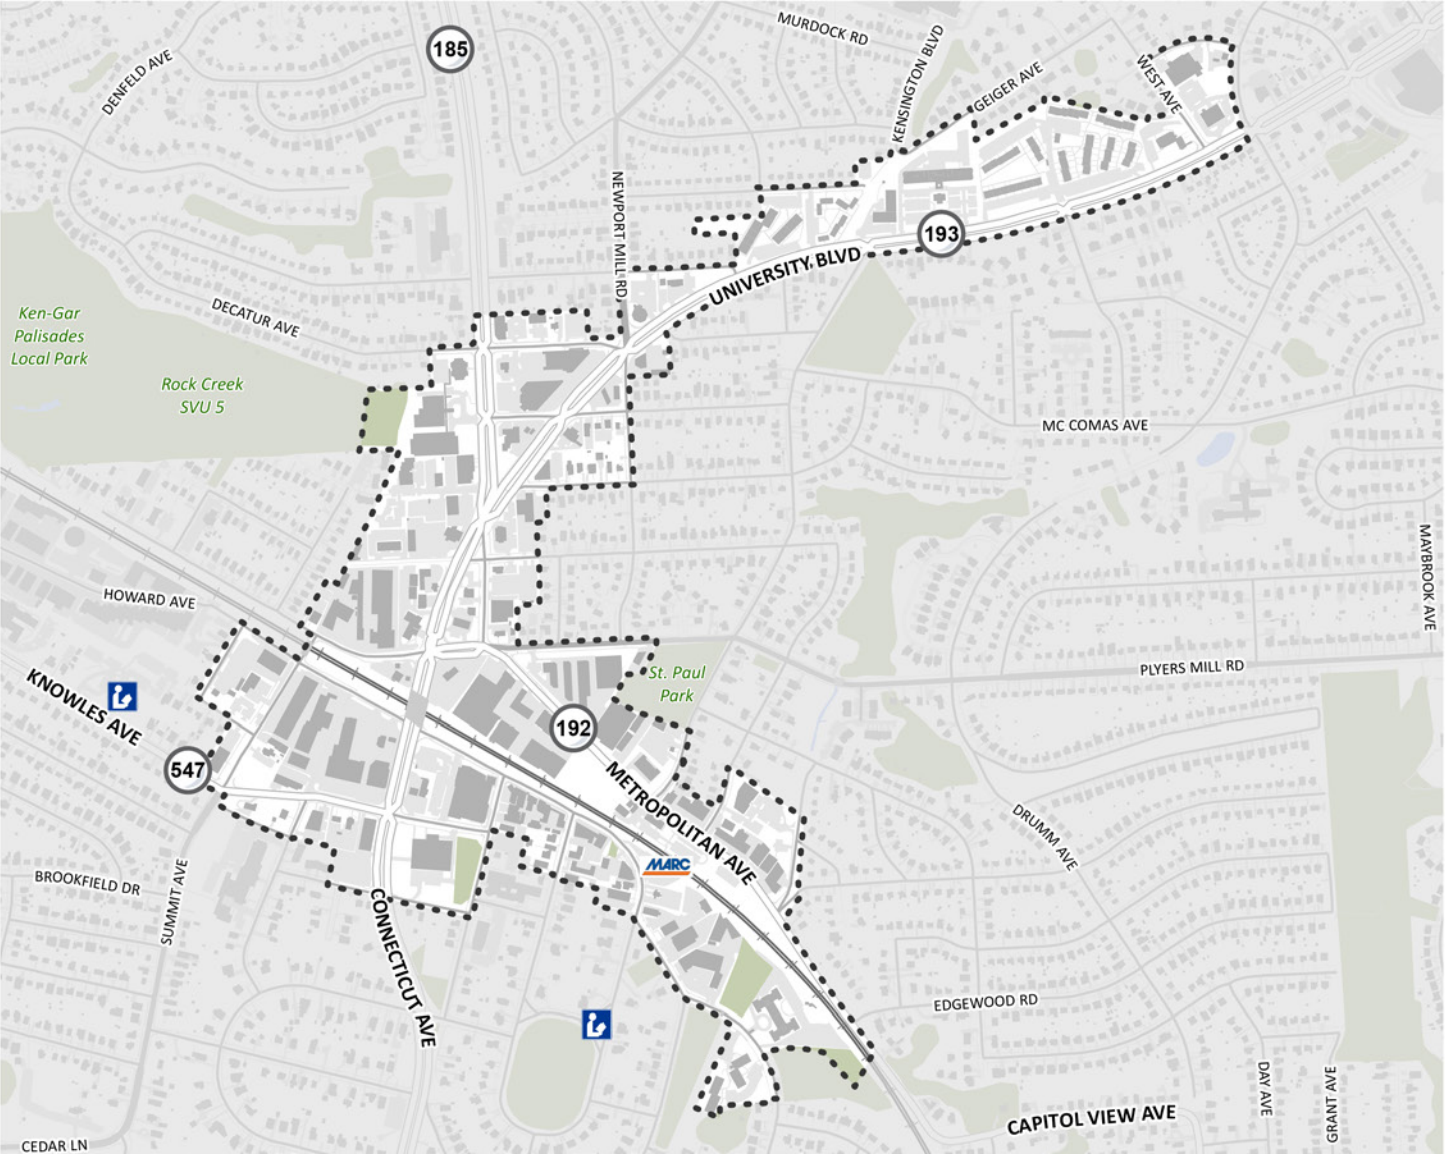 MURDOCK RD
185
KENSINGTON BLVD
DENFELD AVE
GEIGER AVE
WEST AVE
NEWPORT MILL RD
193
UNIVERSITY BLVD
DECATUR AVE
Ken-Gar
Palisades
Local Park
Rock Creek
SVU 5
MC COMAS AVE
MAYBROOK AVE
HOWARD AVE
PLYERS MILL RD
St. Paul
Park
KNOWLES AVE
192
547
METROPOLITAN AVE
DRUMM AVE
MARC
BROOKFIELD DR
SUMMIT AVE
CONNECTICUT AVE
EDGEWOOD RD
DAY AVE
GRANT AVE
CAPITOL VIEW AVE
CEDAR LN